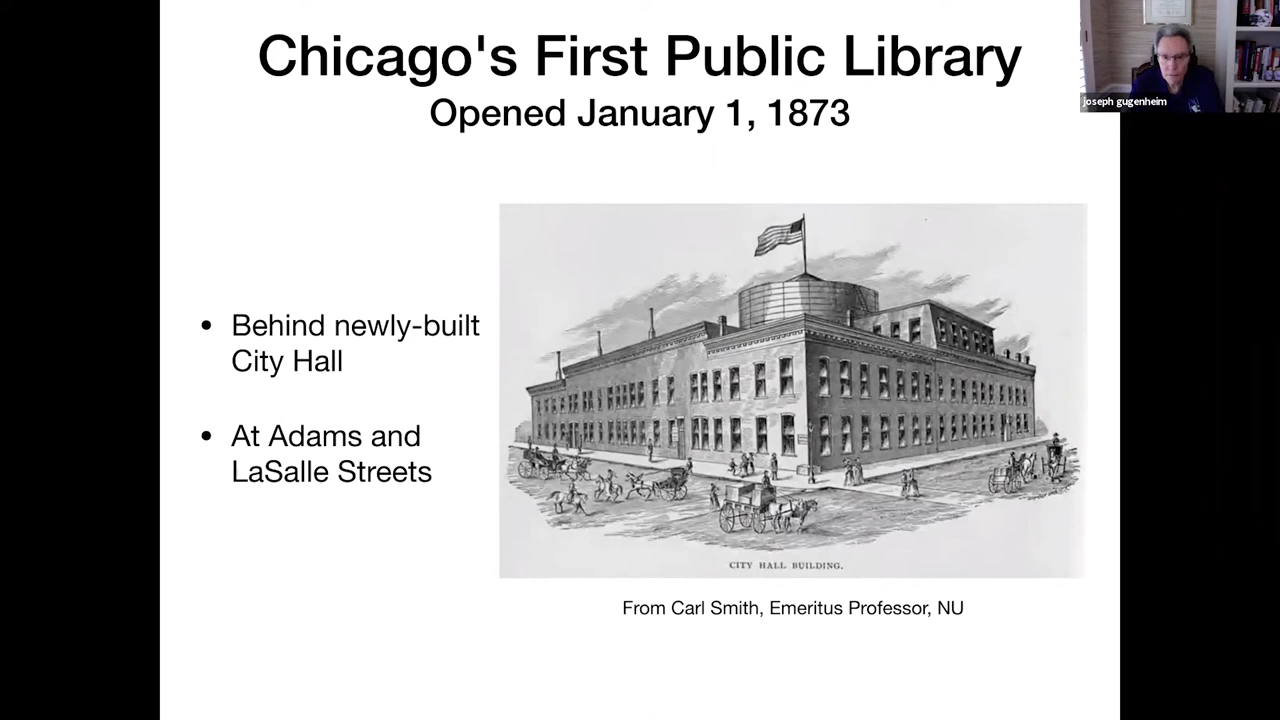 Chicago's First Public Library
Opened January 1, 1873
joseph gugenheim
• Behind newly-built
City Hall
• At Adams and
LaSalle Streets
CITY HALL BUILDING.
From Carl Smith, Emeritus Professor, NU